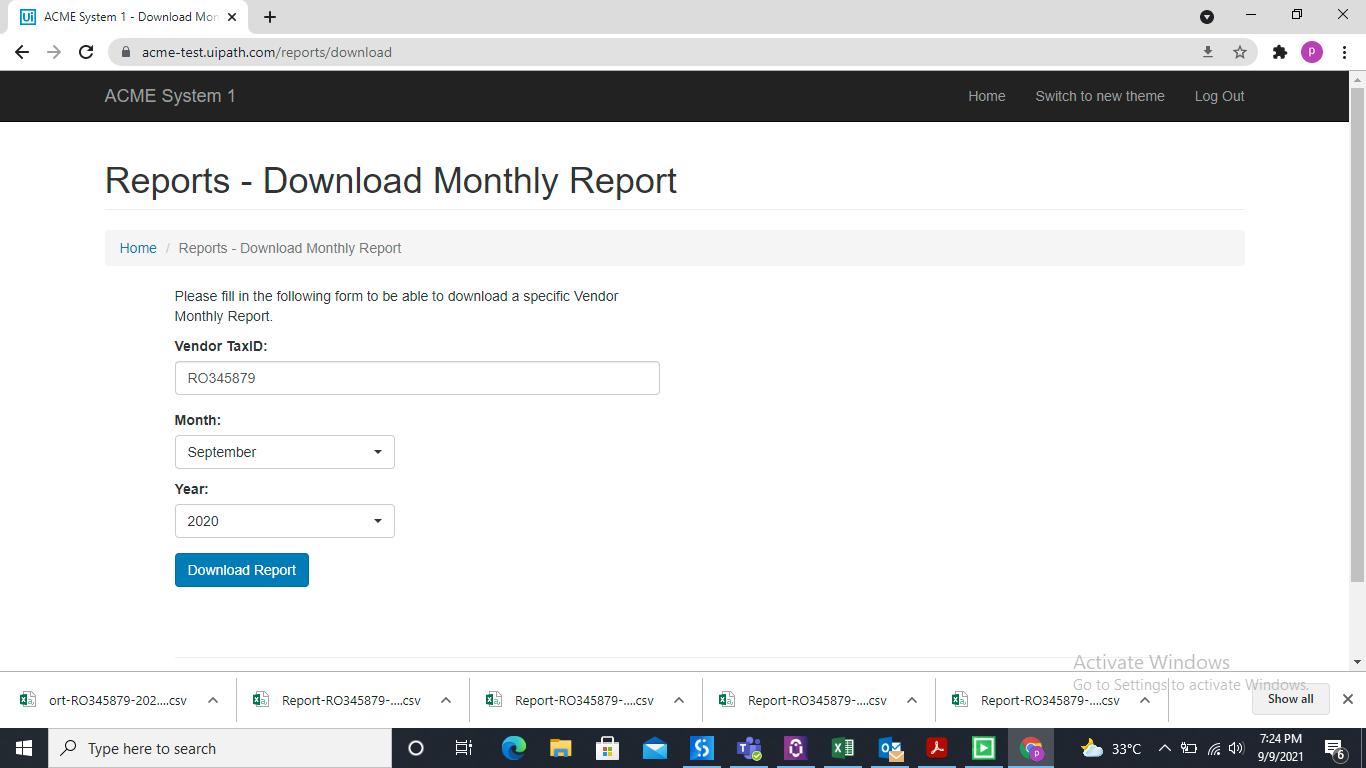 Ui ACME System 1 - Download Mon
acme-test.uipath.com/reports/download
P
ACME System 1 Home Switch to new theme Log Out
Reports - Download Monthly Report
Home / Reports - Download Monthly Report
Please fill in the following form to be able to download a specific Vendor
Monthly Report.
Vendor TaxID:
RO345879
Month:
September
Year:
2020
Download Report
Activate Windows
Go to Settings to activate Windows.
ort-RO345879-202....csv Report-RO345879-....csv Report-RO345879-....csv Report-RO345879-....csv Report-RO345879-....csv Show all
Type here to search 33°C 7:24 PM
9/9/2021 6